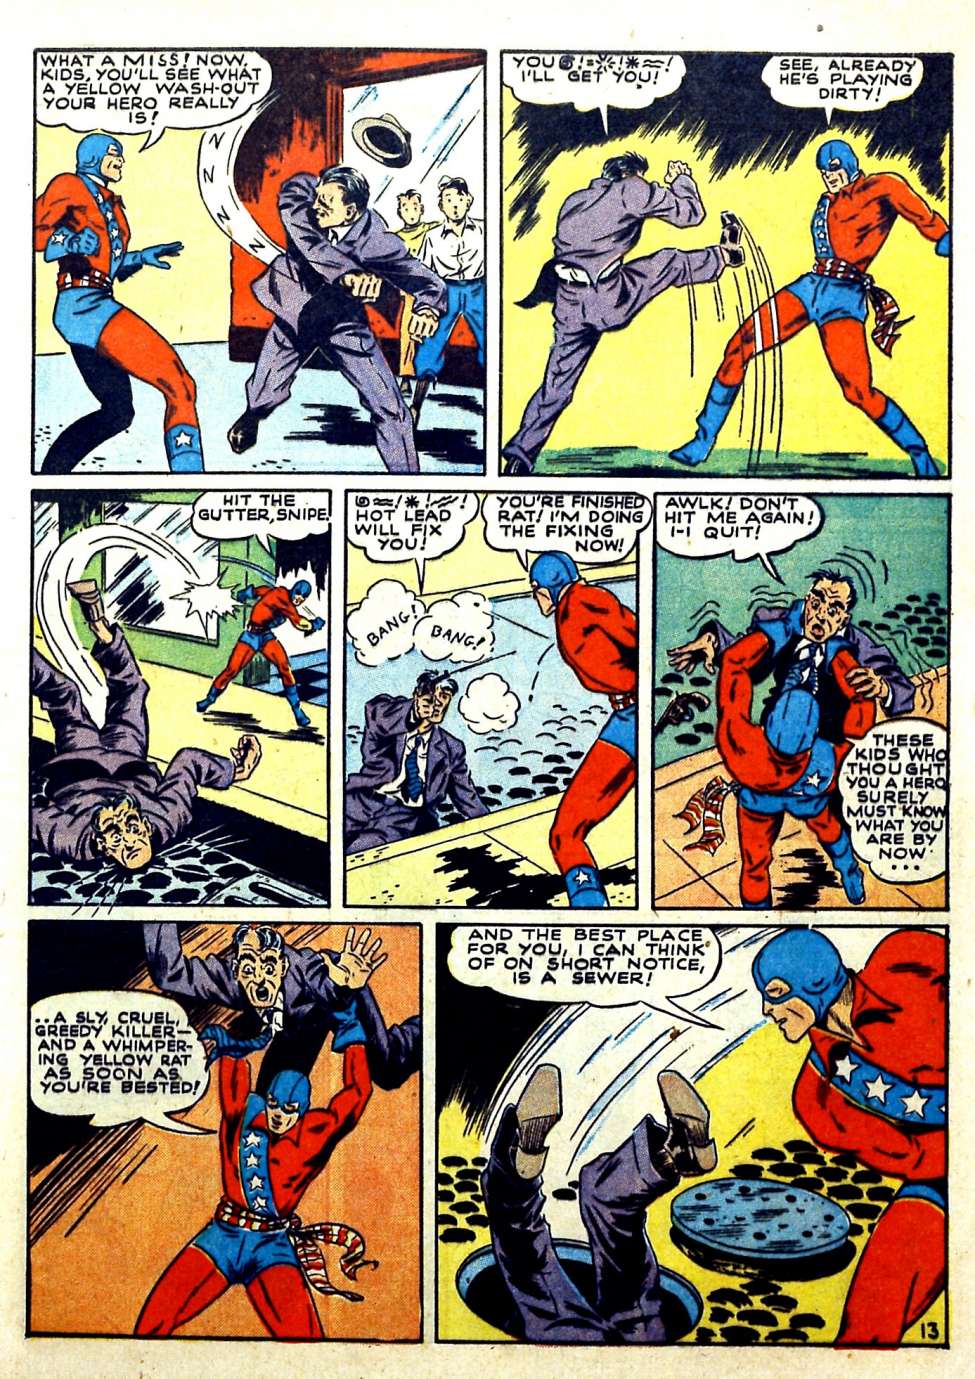 WHAT A MISS! NOW,
KIDS, YOU'LL SEE WHAT
A YELLOW WASH-OUT
YOUR HERO REALLY
IS!
N
N
N
N
YOU @!=*!*≈!
I'LL GET YOU!
SEE, ALREADY
HE'S PLAYING
DIRTY!
HIT THE
GUTTER, SNIPE!
@≈!*!~!
HOT LEAD
WILL FIX
YOU!
BANG!
BANG!
YOU'RE FINISHED
RAT! I'M DOING
THE FIXING
NOW!
AWLK! DON'T
HIT ME AGAIN!
I-I QUIT!
THESE
KIDS WHO
THOUGHT
YOU A HERO
SURELY
MUST KNOW
WHAT YOU
ARE BY
NOW
...
..A SLY, CRUEL,
GREEDY KILLER—
AND A WHIMPER-
ING YELLOW RAT
AS SOON AS
YOU'RE BESTED!
AND THE BEST PLACE
FOR YOU, I CAN THINK
OF ON SHORT NOTICE,
IS A SEWER!
13